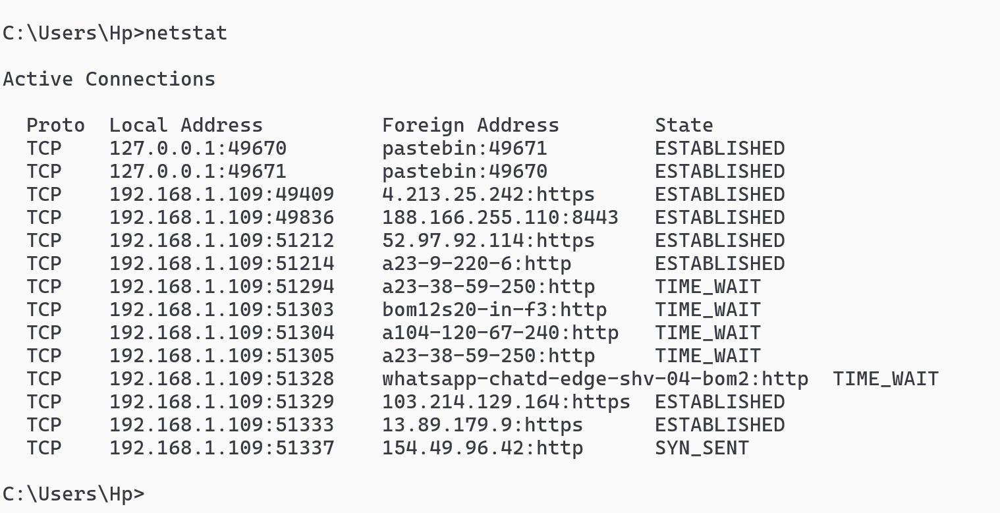 C:\Users\Hp>netstat
Active Connections
Proto  Local Address          Foreign Address        State
TCP    127.0.0.1:49670        pastebin:49671         ESTABLISHED
TCP    127.0.0.1:49671        pastebin:49670         ESTABLISHED
TCP    192.168.1.109:49409    4.213.25.242:https     ESTABLISHED
TCP    192.168.1.109:49836    188.166.255.110:8443   ESTABLISHED
TCP    192.168.1.109:51212    52.97.92.114:https     ESTABLISHED
TCP    192.168.1.109:51214    a23-9-220-6:http       ESTABLISHED
TCP    192.168.1.109:51294    a23-38-59-250:http     TIME_WAIT
TCP    192.168.1.109:51303    bom12s20-in-f3:http    TIME_WAIT
TCP    192.168.1.109:51304    a104-120-67-240:http   TIME_WAIT
TCP    192.168.1.109:51305    a23-38-59-250:http     TIME_WAIT
TCP    192.168.1.109:51328    whatsapp-chatd-edge-shv-04-bom2:http  TIME_WAIT
TCP    192.168.1.109:51329    103.214.129.164:https  ESTABLISHED
TCP    192.168.1.109:51333    13.89.179.9:https      ESTABLISHED
TCP    192.168.1.109:51337    154.49.96.42:http      SYN_SENT
C:\Users\Hp>